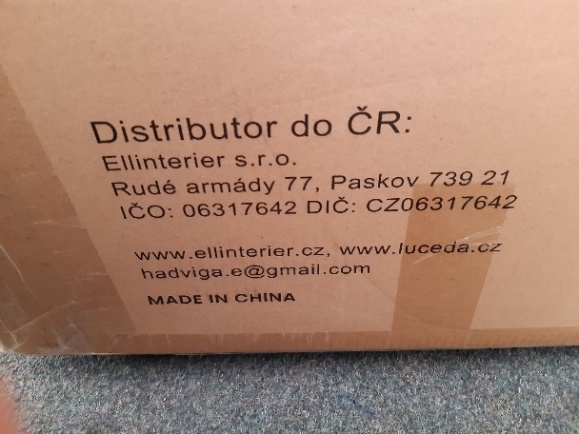 Distributor do ČR:
Ellinterier s.r.o.
Rudé armády 77, Paskov 739 21
IČO: 06317642 DIČ: CZ06317642
www.ellinterier.cz, www.luceda.cz
hadviga.e@gmail.com
MADE IN CHINA